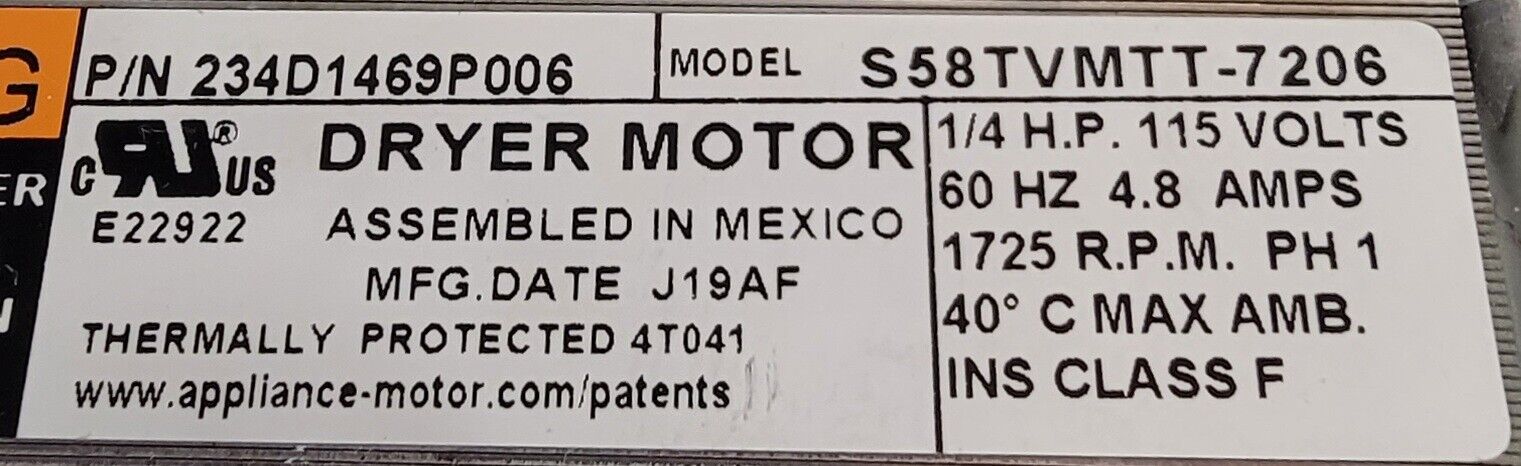 G
P/N 234D1469P006
MODEL S58TVMTT-7206
ER
C RU® US
E22922
DRYER MOTOR
ASSEMBLED IN MEXICO
MFG.DATE J19AF
THERMALLY PROTECTED 4T041
www.appliance-motor.com/patents
1/4 H.P. 115 VOLTS
60 HZ 4.8 AMPS
1725 R.P.M. PH 1
40° C MAX AMB.
INS CLASS F